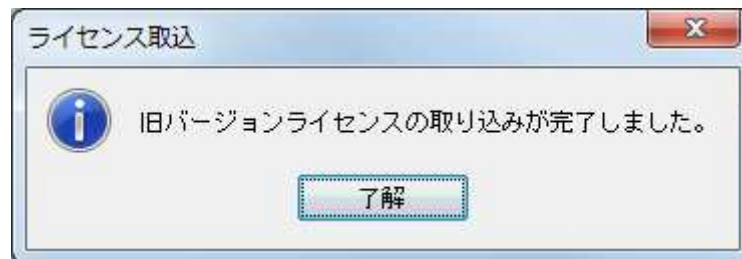 ライセンス取込
旧バージョンライセンスの取り込みが完了しました。
了解